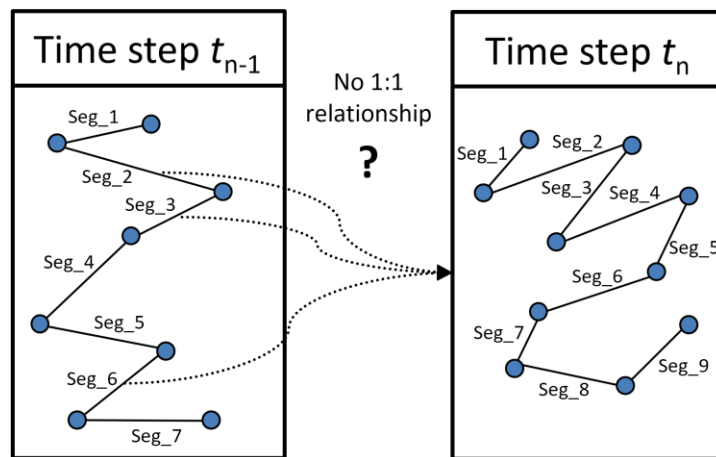 Time step tn-1
Seg_1
Seg_2
Seg_3
Seg_4
Seg_5
Seg_6
Seg_7
No 1:1
relationship
?
Time step tn
Seg_1
Seg_2
Seg_3
Seg_4
Seg_5
Seg_6
Seg_7
Seg_8
Seg_9